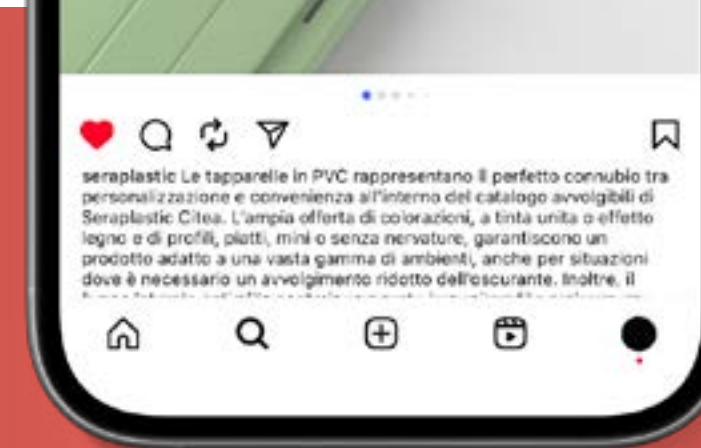 seraplastic Le tapparelle in PVC rappresentano il perfetto connubio tra
personalizzazione e convenienza all'interno del catalogo avvolgibili di
Seraplastic Citea. L'ampia offerta di colorazioni, a tinta unita o effetto
legno e di profili, piatti, mini o senza nervature, garantiscono un
prodotto adatto a una vasta gamma di ambienti, anche per situazioni
dove è necessario un avvolgimento ridotto dell'oscurante. Inoltre, il